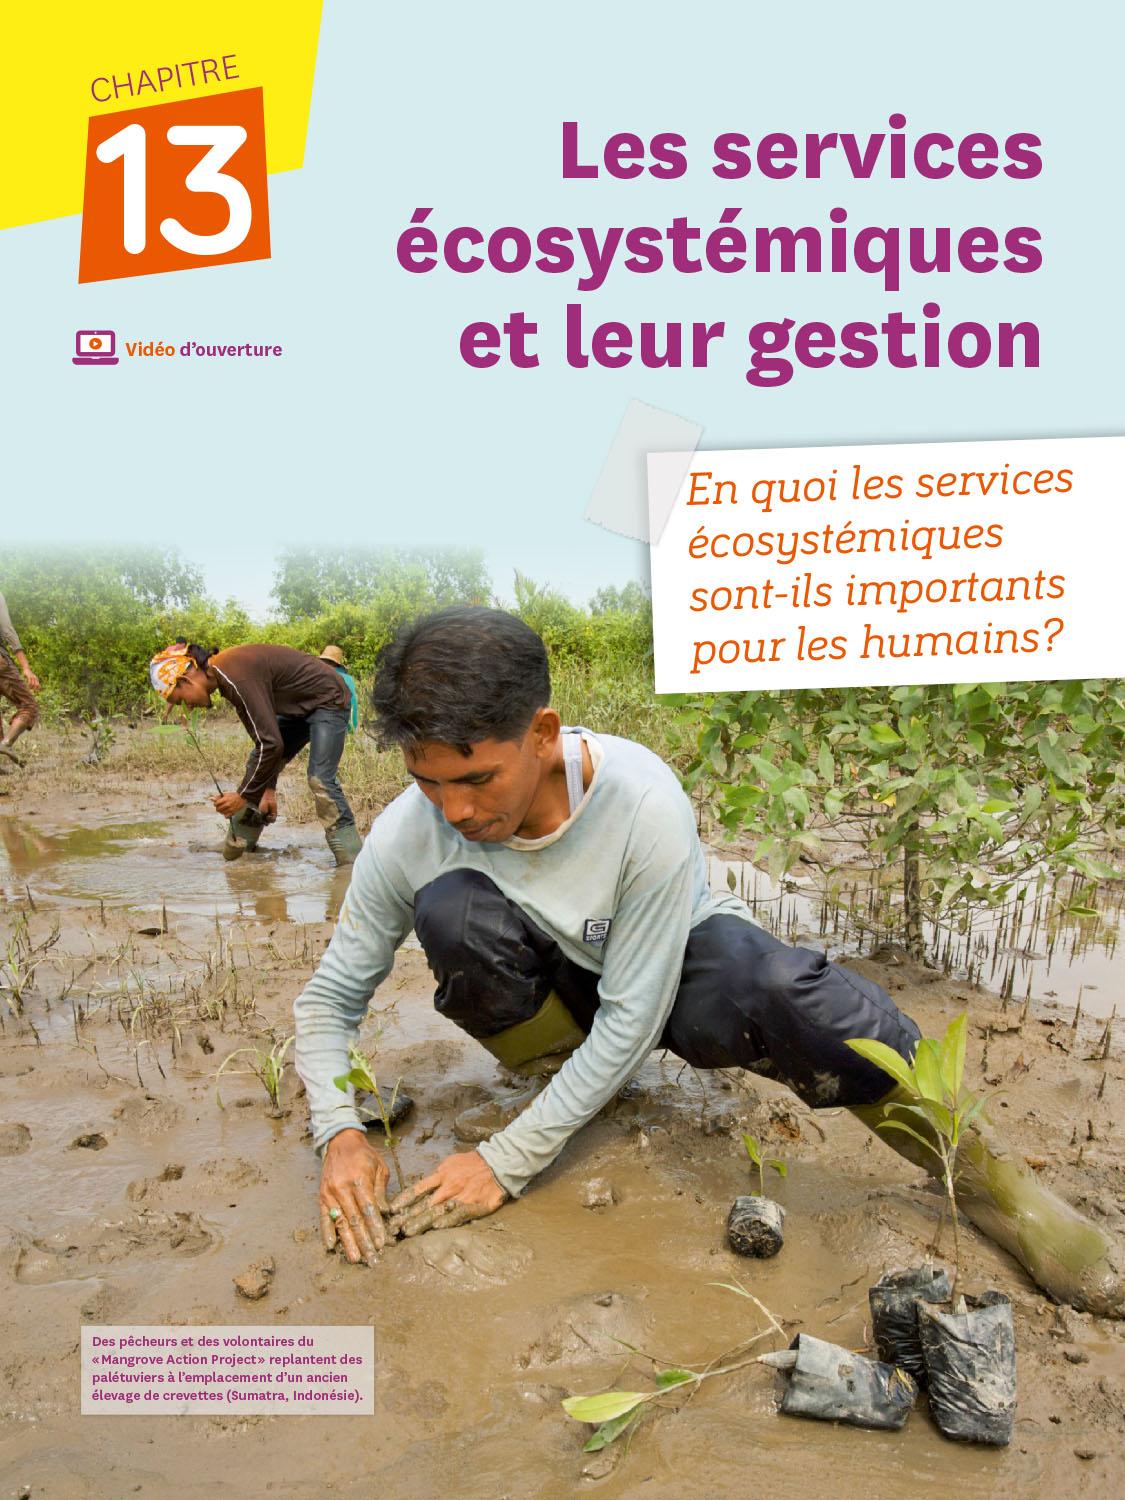 CHAPITRE
13
Les services
écosystémiques
et leur gestion
Vidéo d’ouverture
En quoi les services
écosystémiques
sont-ils importants
pour les humains?
G
SPORTS
Des pêcheurs et des volontaires du
« Mangrove Action Project » replantent des
palétuviers à l’emplacement d’un ancien
élevage de crevettes (Sumatra, Indonésie).